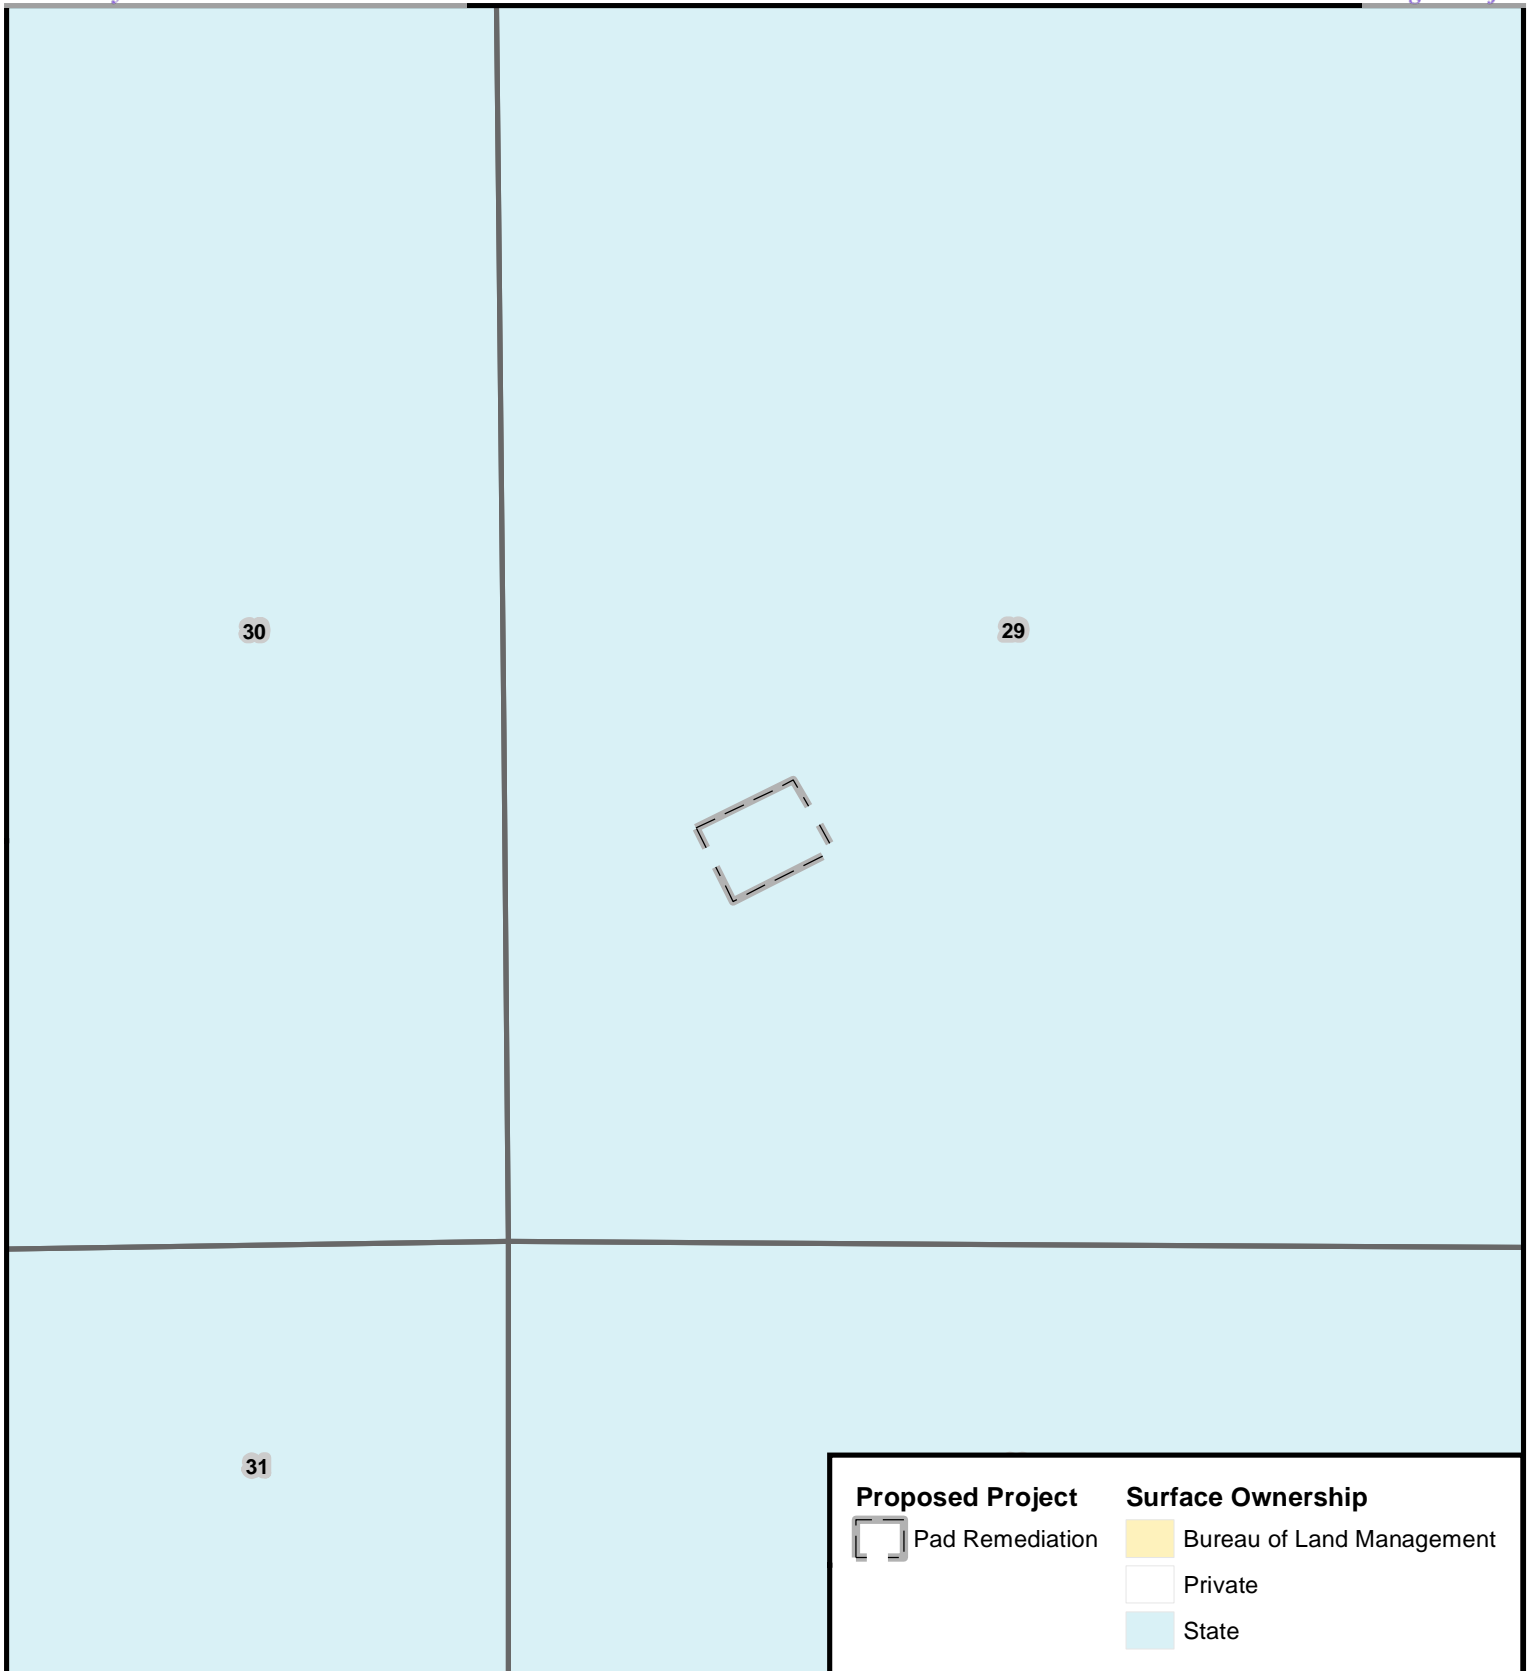 30
29
31
Proposed Project
Pad Remediation
Surface Ownership
Bureau of Land Management
Private
State